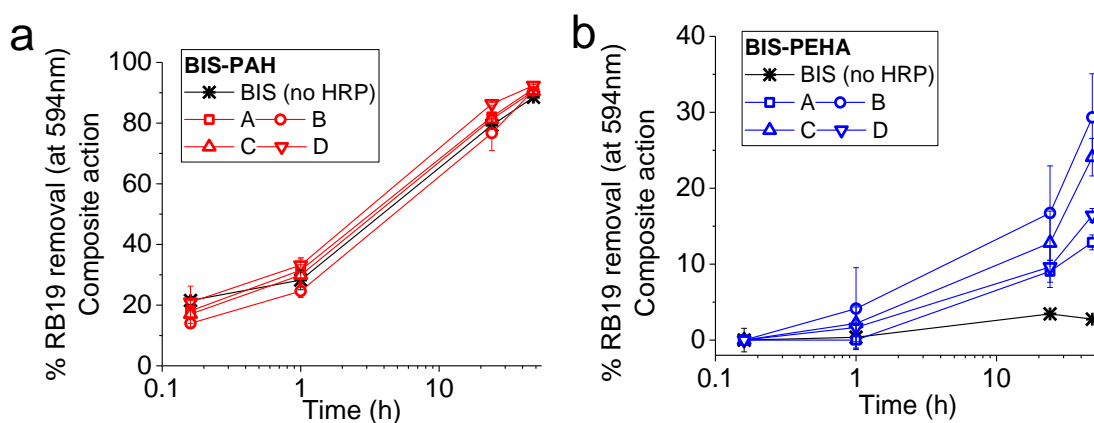 a
% RB19 removal (at 594nm)
Composite action
100
80
60
40
20
0
BIS-PAH
BIS (no HRP)
A B
C D
0.1 1 10
Time (h)
b
% RB19 removal (at 594nm)
Composite action
40
30
20
10
0
BIS-PEHA
BIS (no HRP)
A B
C D
0.1 1 10
Time (h)